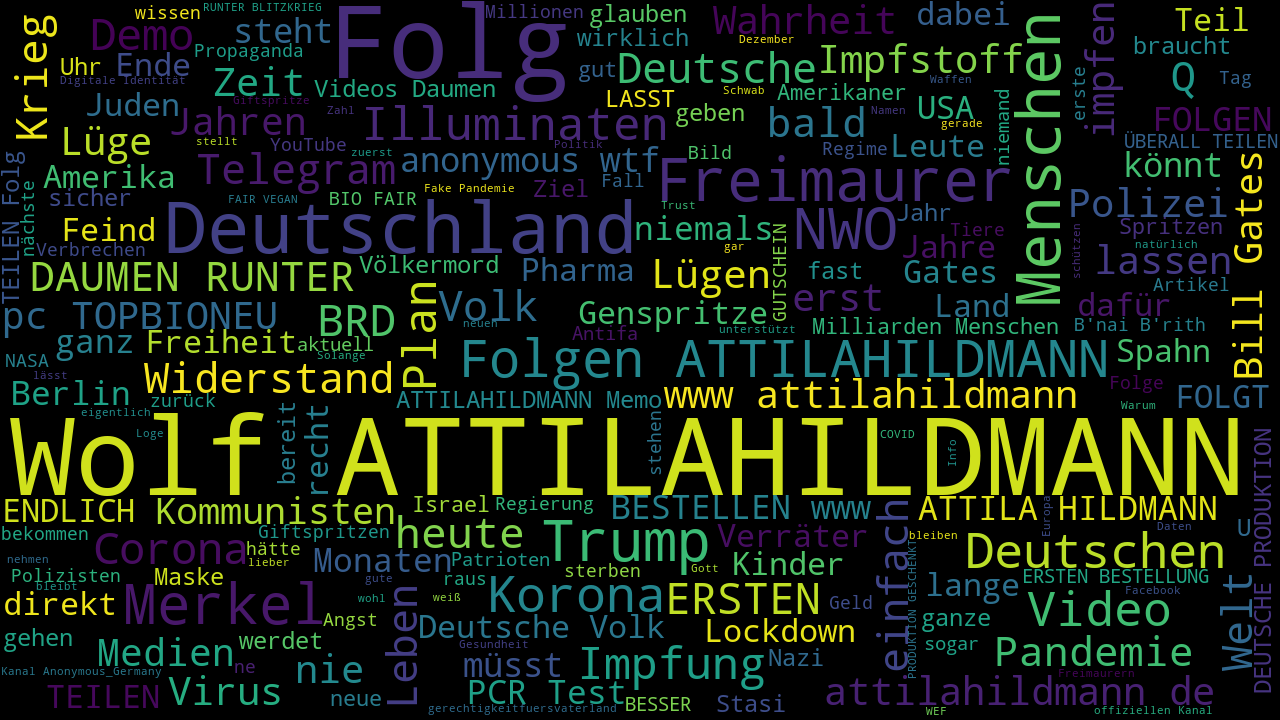 wissen
RUNTER BLITZKRIEG
Folg
Millionen
glauben
Wahrheit
dabei
Teil
Krieg
Demo
steht
wirklich
Dezember
Menschen
impfen
braucht
Propaganda
Uhr
Ende
Digitale Identität
Zeit
Videos
Daumen
gut
Deutsche
Impfstoff
Waffen
erste
Q
Tag
Juden
Giftspritze
Zahl
LASST
Schwab
Amerikaner
Namen
USA
gerade
niemand
FOLGEN
Jahren
Illuminaten
geben
bald
Lüge
stellt
YouTube
zuerst
Politik
Bild
Regime
Leute
ÜBERALL TEILEN
TEILEN Folg
Telegram
anonymous wtf
Freimaurer
könnt
Amerika
Fake Pandemie
Ziel
Fall
nächste
sicher
FAIR VEGAN
BIO FAIR
Trust
NWO
Jahr
Polizei
Bill Gates
Feind
Deutschland
niemals
GUTSCHEIN
Tiere
Spritzen
Verbrechen
gar
Jahre
schützen
natürlich
DAUMEN RUNTER
Völkermord
Pharma
Lügen
fast
Gates
lassen
Artikel
Plan
Volk
Genspritze
erst
Land
dafür
pc TOPBIONEU
BRD
neuen
Antifa
unterstützt
Milliarden Menschen
B'nai B'rith
ganz
Freiheit
aktuell
Solange
Folgen ATTILAHILDMANN
Spahn
NASA
lässt
Widerstand
Folge
Berlin
zurück
ATTILAHILDMANN Memo
www attilahildmann
Warum
FOLGT
eigentlich
bereit
recht
stehen
Wolf ATTILAHILDMANN
Loge
COVID
Info
DEUTSCHE PRODUKTION
ENDLICH
Kommunisten
Israel
Regierung
BESTELLEN www
einfach
ATTILA HILDMANN
Europa
bekommen
Giftspritzen
heute
Trump
Verräter
bleiben
Daten
U
Corona
hätte
lieber
Monaten
Patrioten
Kinder
PRODUKTION GESCHENKT
Deutschen
nehmen
Polizisten
bleibt
Maske
gute
raus
sterben
Gott
lange
ERSTEN BESTELLUNG
Welt
direkt
Merkel
wohl
Leben
weiß
Korona
ERSTEN
Geld
Facebook
Video
gehen
werdet
Angst
Deutsche Volk
Lockdown
ganze
Medien
Gesundheit
sogar
Pandemie
Kanal Anonymous_Germany
ne
nie
müsst
Impfung
Nazi
Freimaurern
TEILEN
Virus
neue
PCR Test
gerechtigkeitfuersvaterland
BESSER
Stasi
attilahildmann de
WEF
offiziellen Kanal